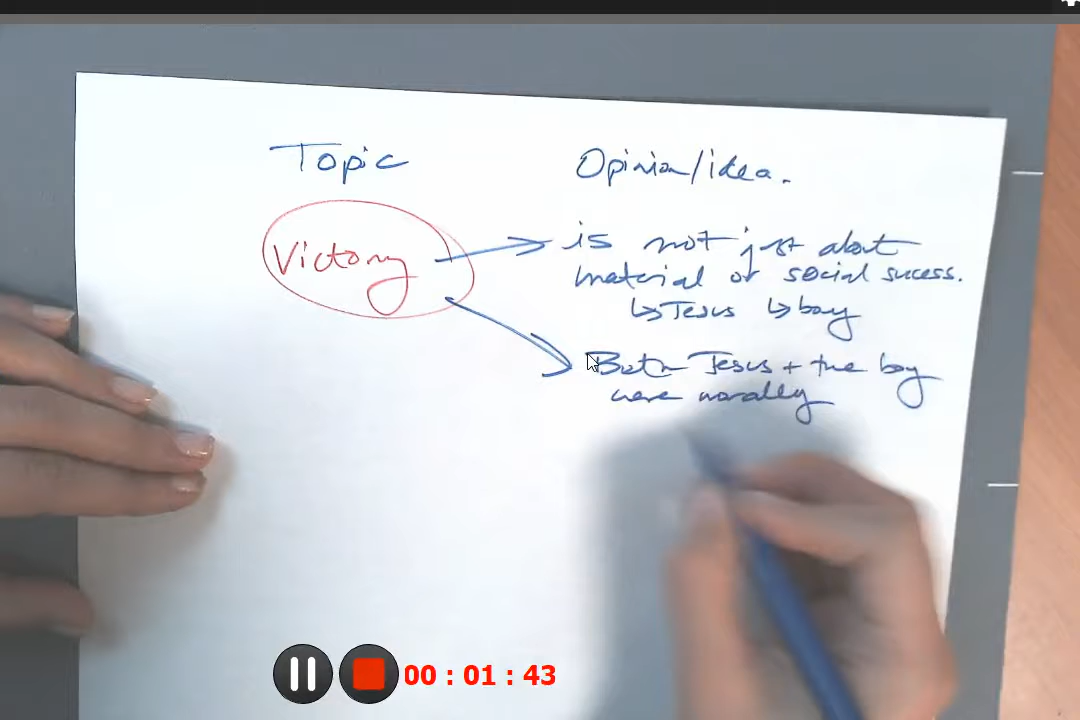 Topic
Opinion/idea.
Victory
is not just about
material or social sucess.
↳Jesus ↳boy
Both Jesus + the boy
were morally
00 : 01 : 43